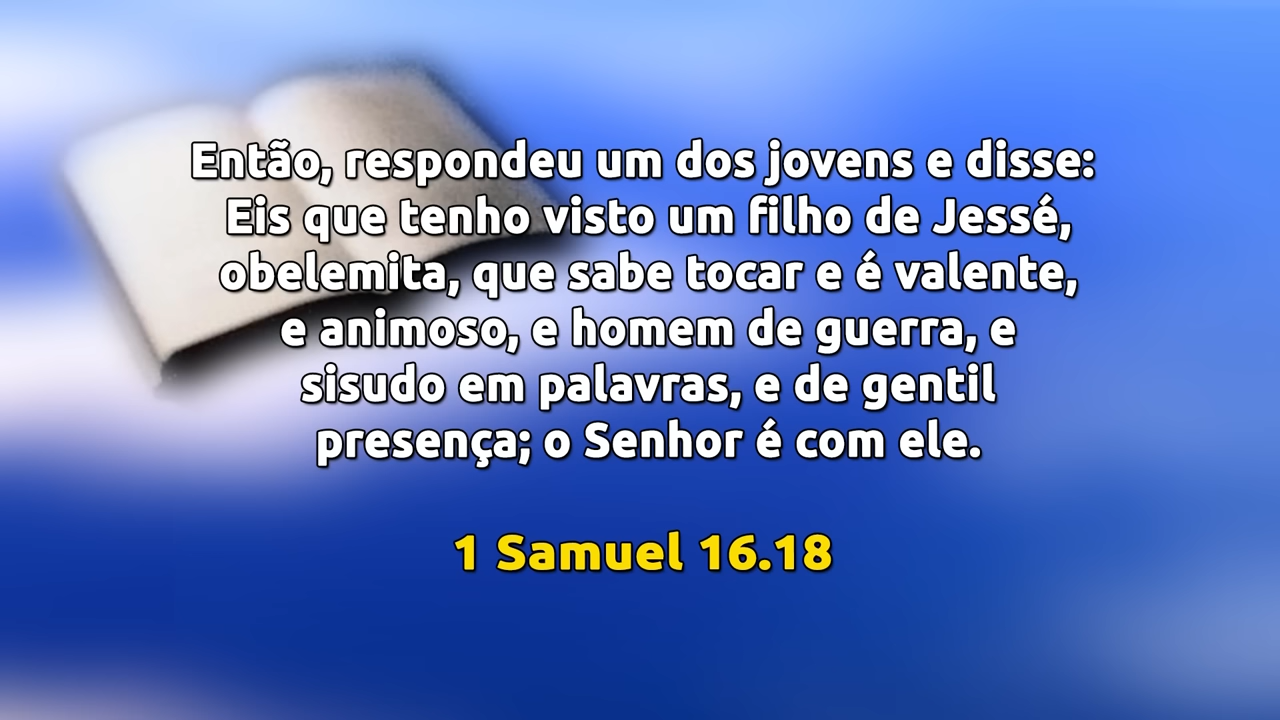 Então, respondeu um dos jovens e disse:
Eis que tenho visto um filho de Jessé,
obelemita, que sabe tocar e é valente,
e animoso, e homem de guerra, e
sisudo em palavras, e de gentil
presença; o Senhor é com ele.
1 Samuel 16.18